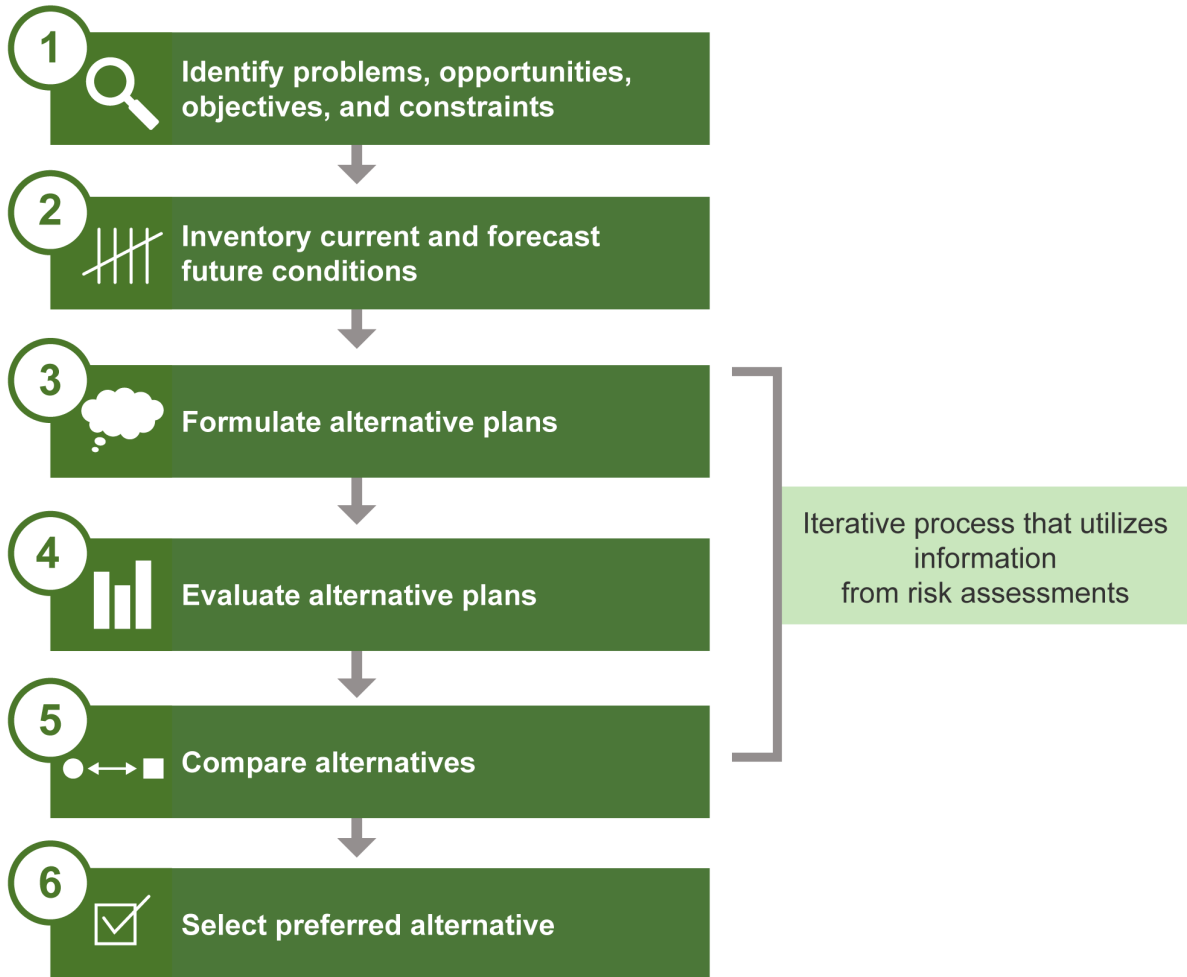 1
Identify problems, opportunities,
objectives, and constraints
2
Inventory current and forecast
future conditions
3
Formulate alternative plans
4
Evaluate alternative plans
5
Compare alternatives
Iterative process that utilizes
information
from risk assessments
6
Select preferred alternative